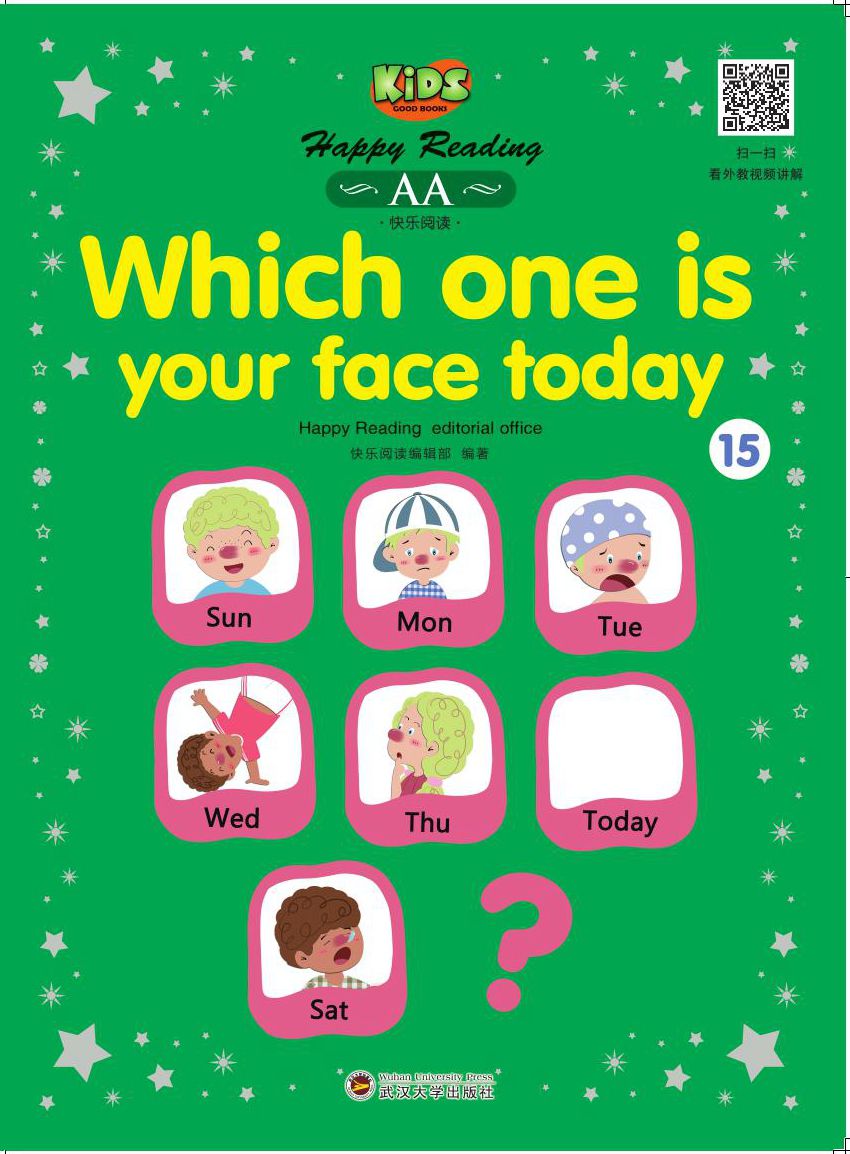 KiDS
GOOD BOOKS
Happy Reading
AA
·快乐阅读·
扫一扫
看外教视频讲解
Which one is
your face today
Happy Reading editorial office
快乐阅读编辑部 编著
15
Sun
Mon
Tue
Wed
Thu
Today
Sat
?
Wuhan University Press
武汉大学出版社